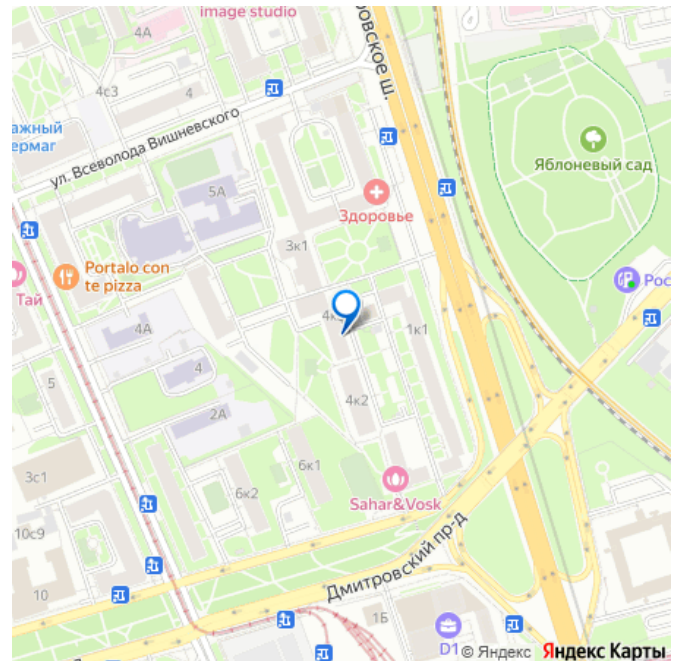 image studio
4А
ровское ш.
4с3
4
ажный
ермаг
ул. Всеволода Вишневского
5А
Яблоневый сад
Здоровье
3к1
Portalo con
te pizza
Тай
Рос
4к
1к1
4А
4
5
4к2
2А
6к1
3с1
6к2
Sahar&Vosk
10с9
10
Дмитровский пр-д
1Б
D1
© Яндекс Яндекс Карты